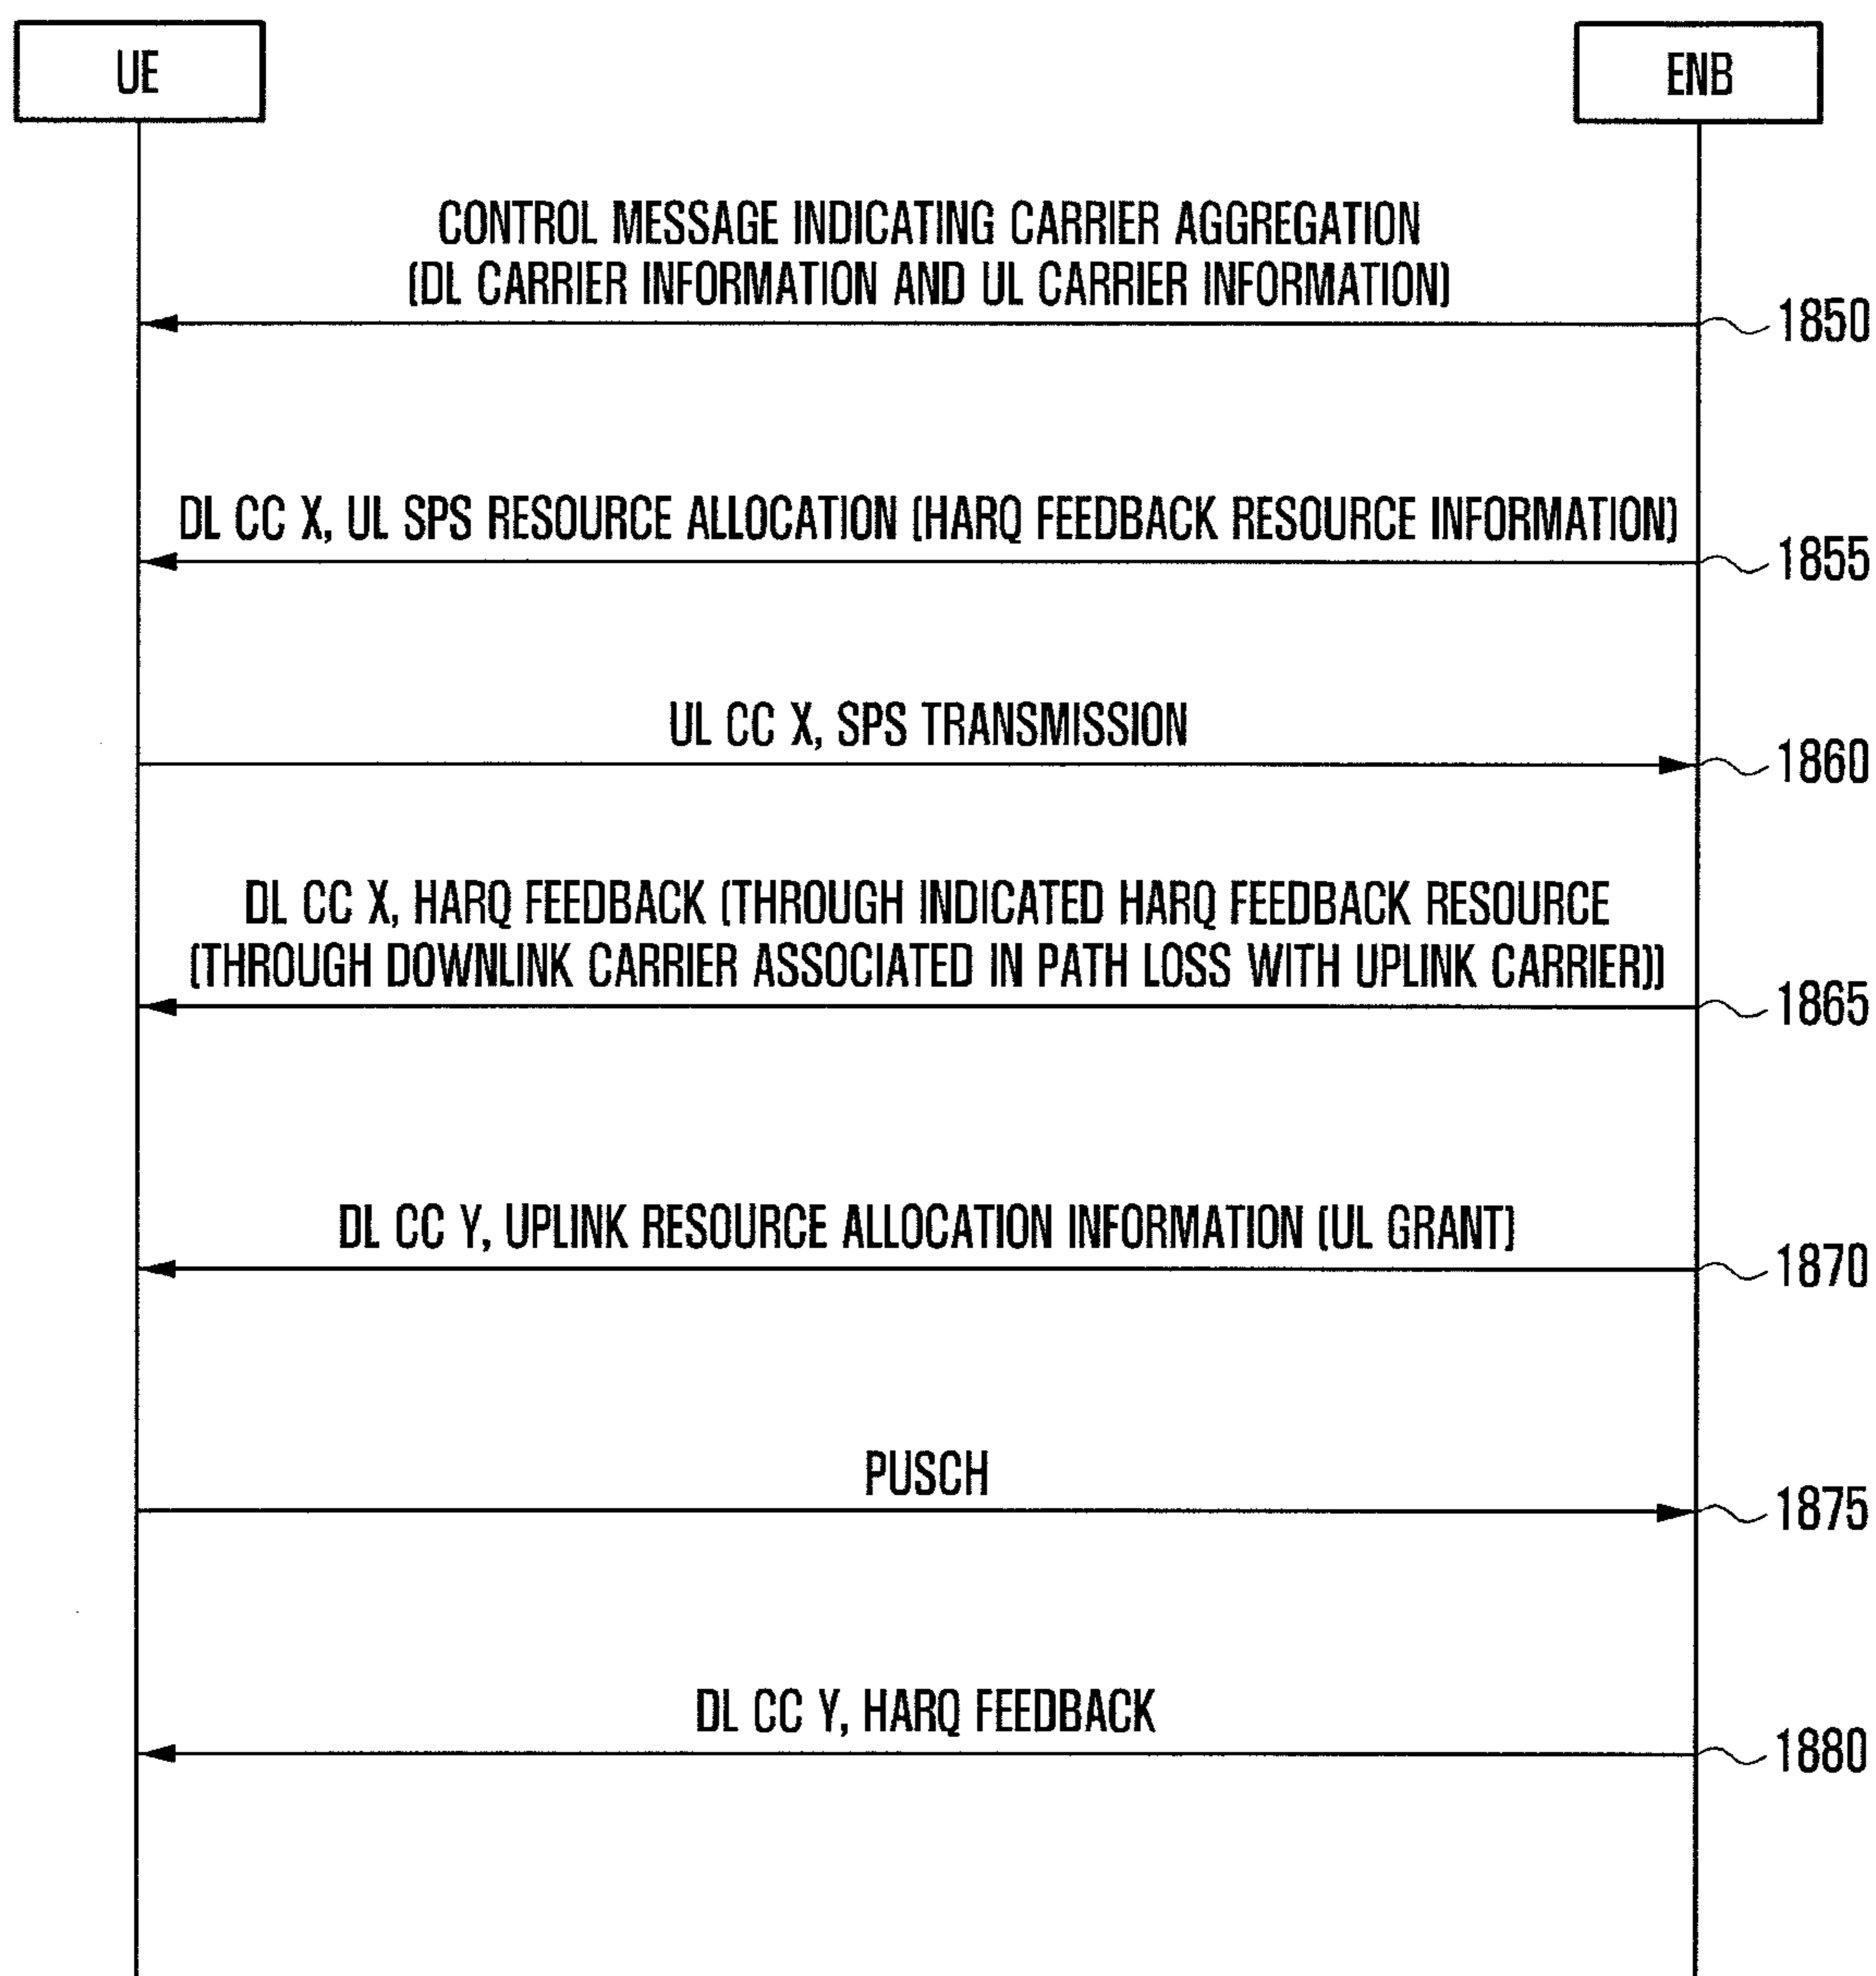 UE
ENB
CONTROL MESSAGE INDICATING CARRIER AGGREGATION
(DL CARRIER INFORMATION AND UL CARRIER INFORMATION)
1850
DL CC X, UL SPS RESOURCE ALLOCATION (HARQ FEEDBACK RESOURCE INFORMATION)
1855
UL CC X, SPS TRANSMISSION
1860
DL CC X, HARQ FEEDBACK (THROUGH INDICATED HARQ FEEDBACK RESOURCE
(THROUGH DOWNLINK CARRIER ASSOCIATED IN PATH LOSS WITH UPLINK CARRIER))
1865
DL CC Y, UPLINK RESOURCE ALLOCATION INFORMATION (UL GRANT)
1870
PUSCH
1875
DL CC Y, HARQ FEEDBACK
1880